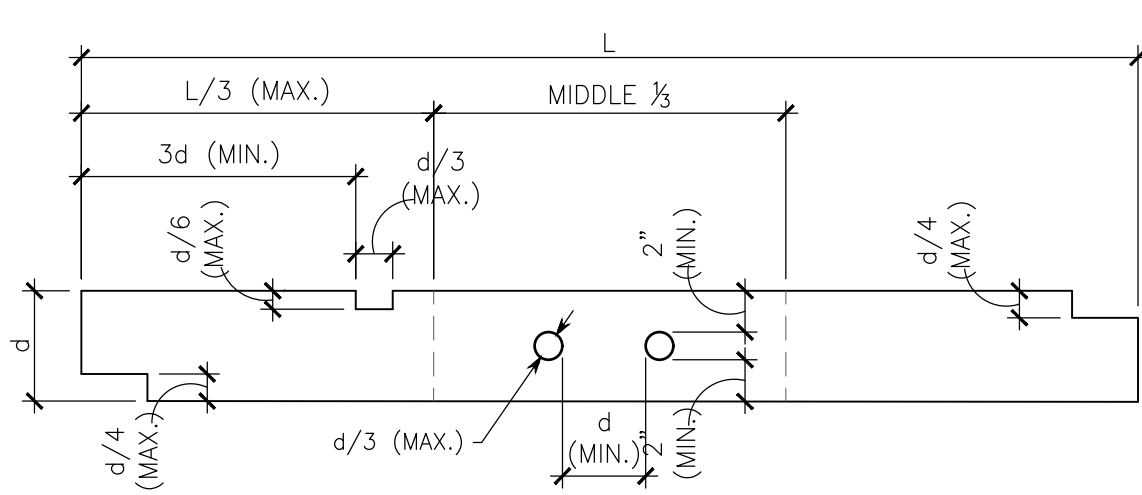 L
L/3 (MAX.)
MIDDLE ⅓
3d (MIN.)
d/3
(MAX.)
d/6
(MAX.)
2"
(MIN.)
d/4
(MAX.)
d
d/4
(MAX.)
d/3 (MAX.)
d
(MIN.)
2"
(MIN.)